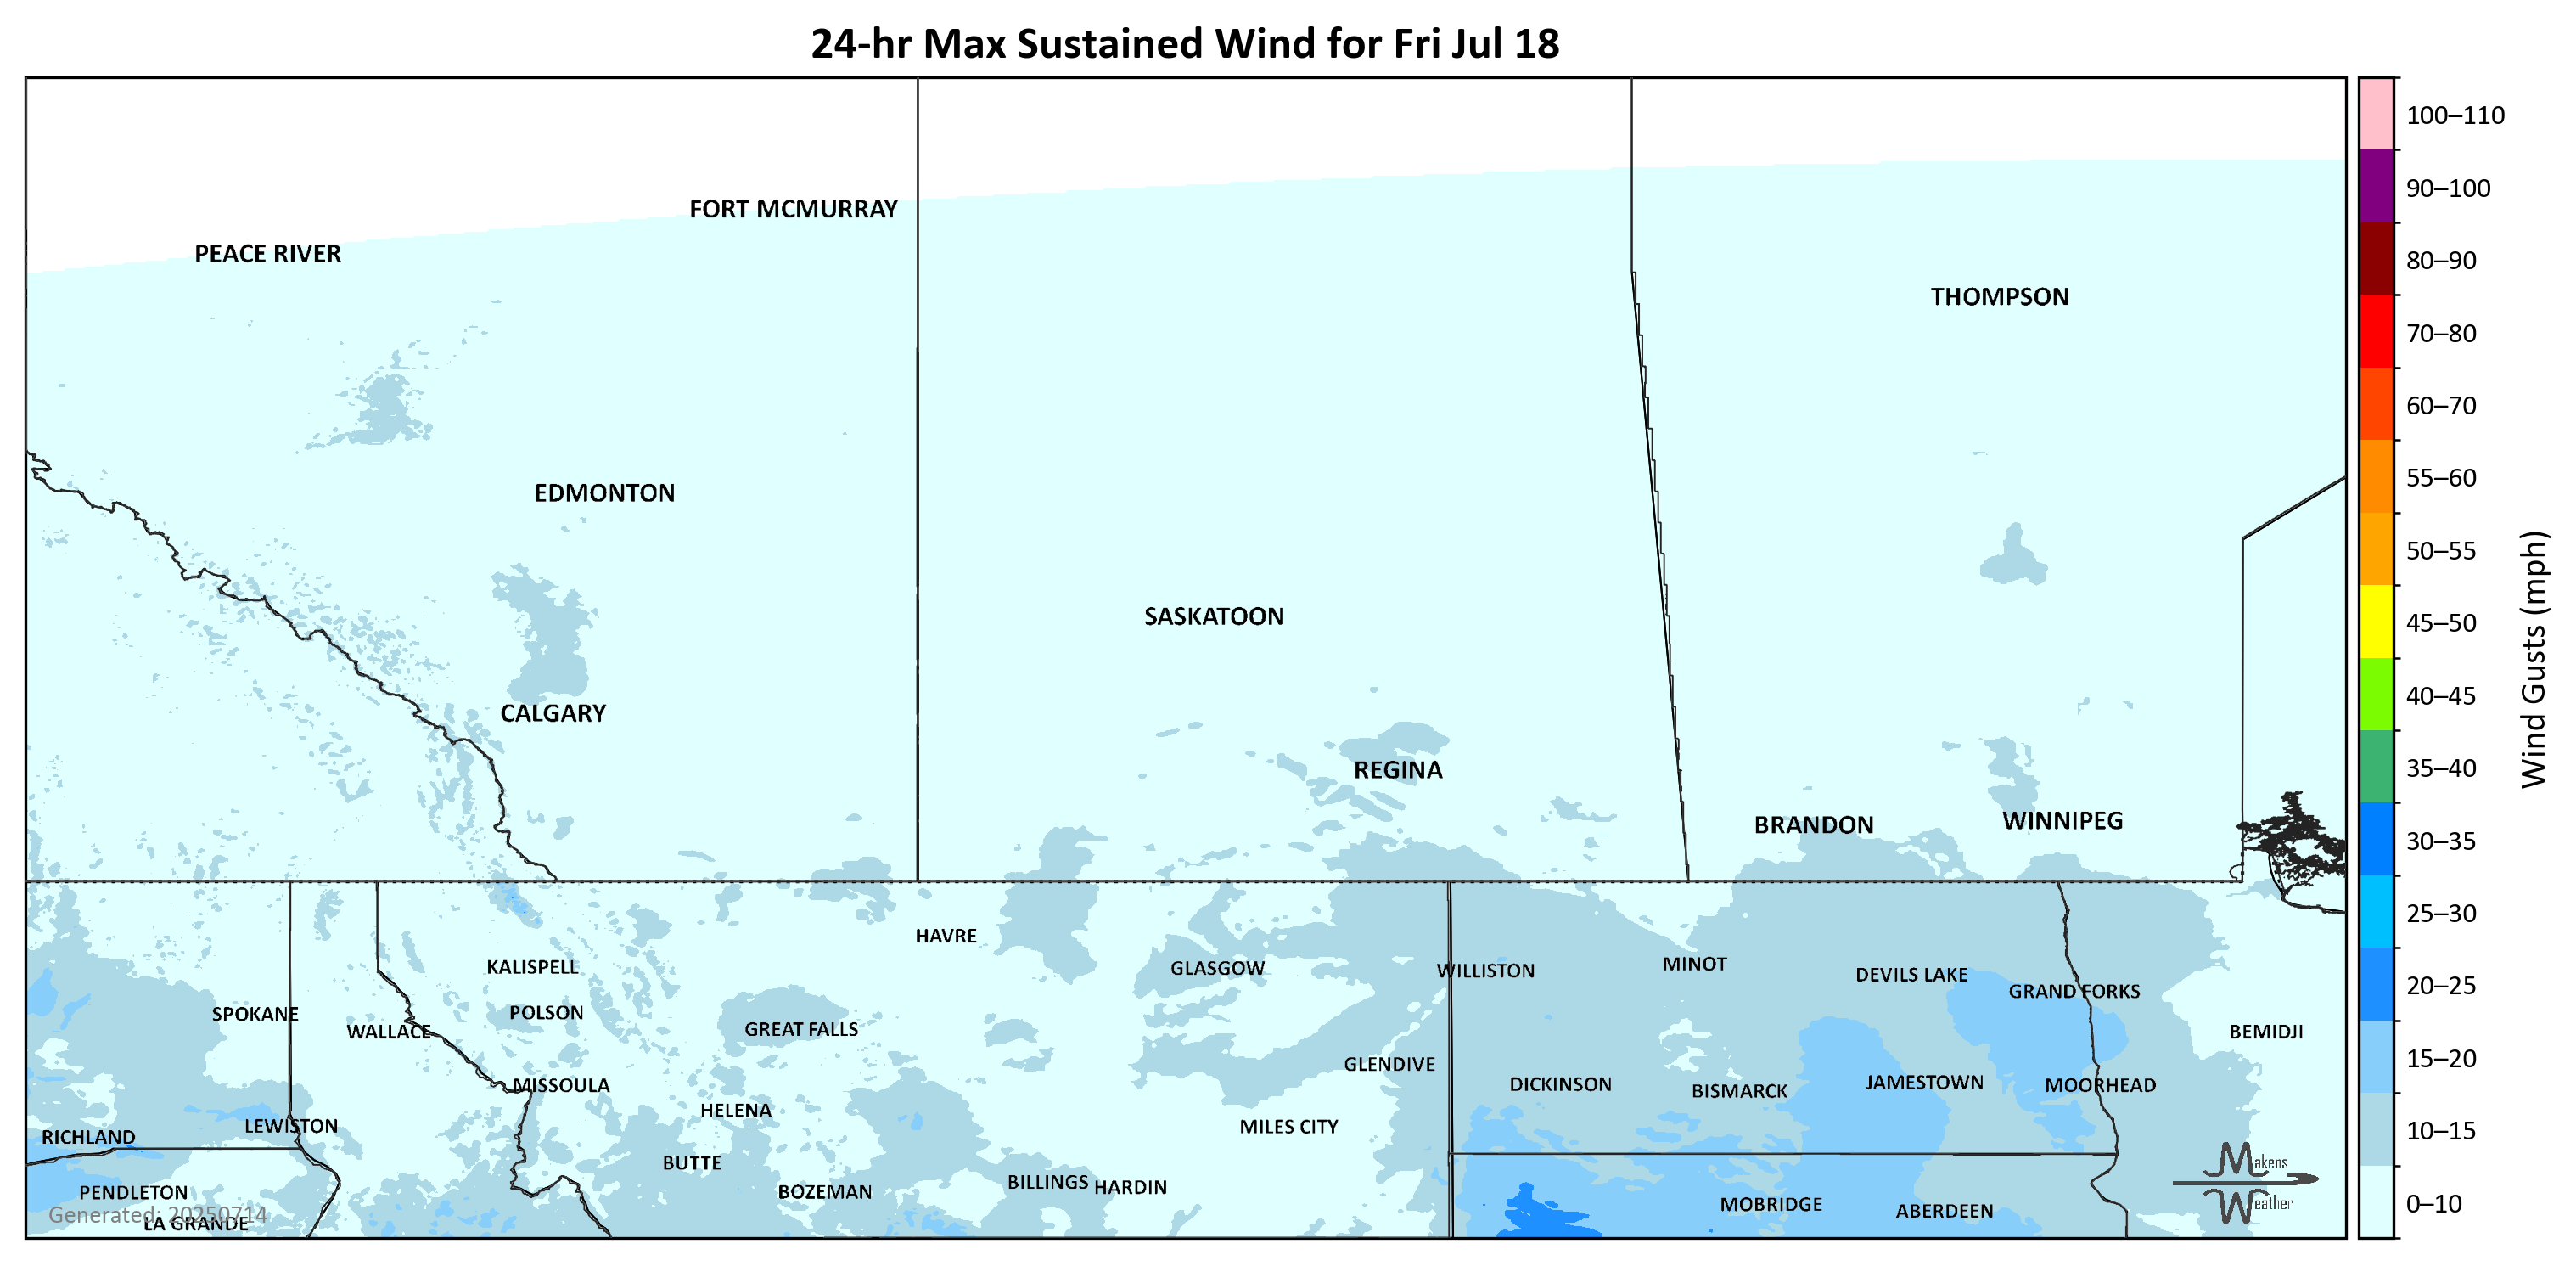 24-hr Max Sustained Wind for Fri Jul 18
100–110
90–100
80–90
70–80
60–70
55–60
50–55
45–50
40–45
35–40
30–35
25–30
20–25
15–20
10–15
0–10
Wind Gusts (mph)
FORT MCMURRAY
PEACE RIVER
THOMPSON
EDMONTON
SASKATOON
CALGARY
REGINA
BRANDON
WINNIPEG
HAVRE
KALISPELL
GLASGOW
WILLISTON
MINOT
DEVILS LAKE
GRAND FORKS
SPOKANE
POLSON
WALLACE
GREAT FALLS
BEMIDJI
GLENDIVE
MISSOULA
DICKINSON
BISMARCK
JAMESTOWN
MOORHEAD
HELENA
LEWISTON
MILES CITY
RICHLAND
BUTTE
BOZEMAN
BILLINGS
HARDIN
PENDLETON
MOBRIDGE
ABERDEEN
LA GRANDE
Generated: 20250714
Makens
Weather